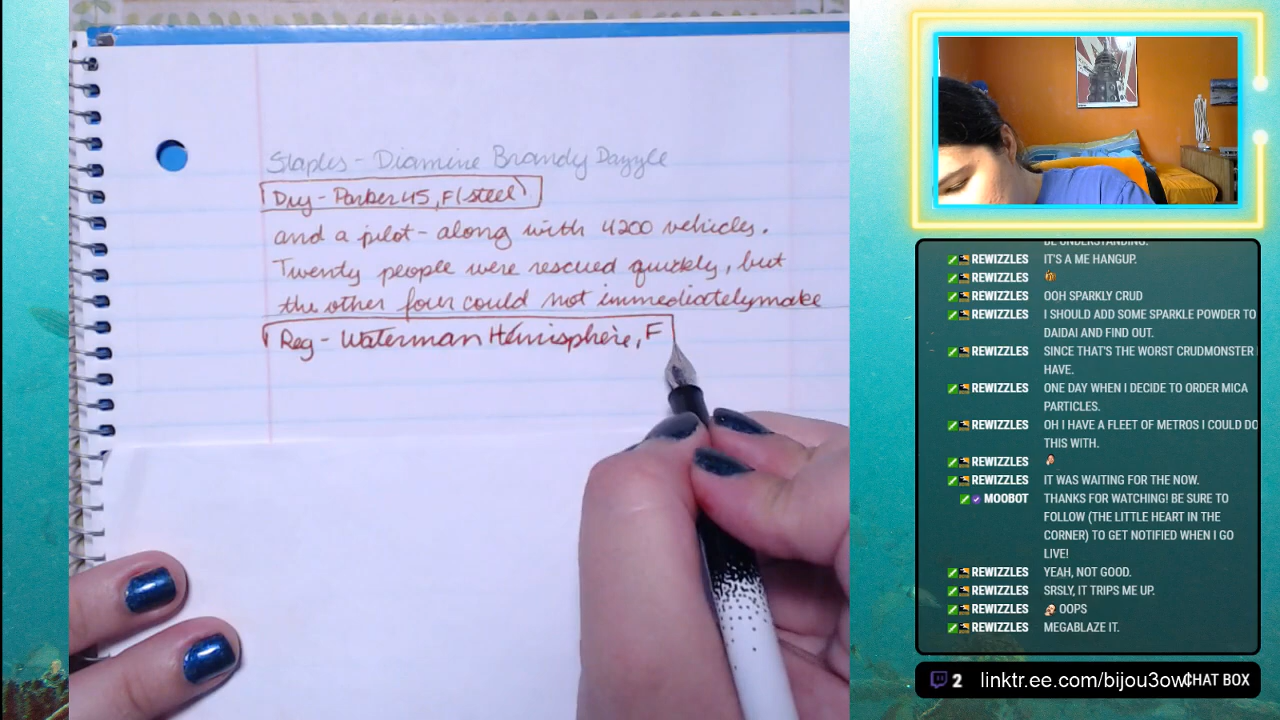 Staples - Diamine Brandy Dazzle
Dry - Parker 45, F (steel)
and a pilot - along with 4200 vehicles.
Twenty people were rescued quickly, but
the other four could not immediately make
Reg - Waterman Hémisphère, F
BE UNDERSTANDING.
REWIZZLES IT'S A ME HANGUP.
REWIZZLES
REWIZZLES OOH SPARKLY CRUD
REWIZZLES I SHOULD ADD SOME SPARKLE POWDER TO
DAIDAI AND FIND OUT.
REWIZZLES SINCE THAT'S THE WORST CRUDMONSTER I
HAVE.
REWIZZLES ONE DAY WHEN I DECIDE TO ORDER MICA
PARTICLES.
REWIZZLES OH I HAVE A FLEET OF METROS I COULD DO
THIS WITH.
REWIZZLES
REWIZZLES IT WAS WAITING FOR THE NOW.
MOOBOT THANKS FOR WATCHING! BE SURE TO
FOLLOW (THE LITTLE HEART IN THE
CORNER) TO GET NOTIFIED WHEN I GO
LIVE!
REWIZZLES YEAH, NOT GOOD.
REWIZZLES SRSLY, IT TRIPS ME UP.
REWIZZLES OOPS
REWIZZLES MEGABLAZE IT.
2 linktr.ee.com/bijou3owl CHAT BOX